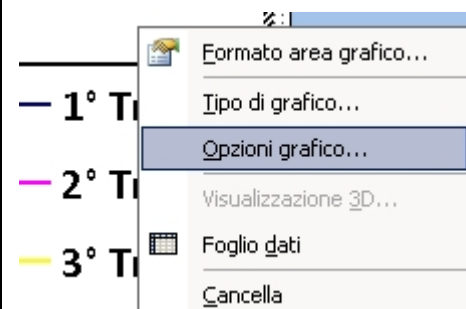 Formato area grafico...
1° Tr
Tipo di grafico...
Opzioni grafico...
2° Tr
Visualizzazione 3D...
Foglio dati
3° Tr
Cancella